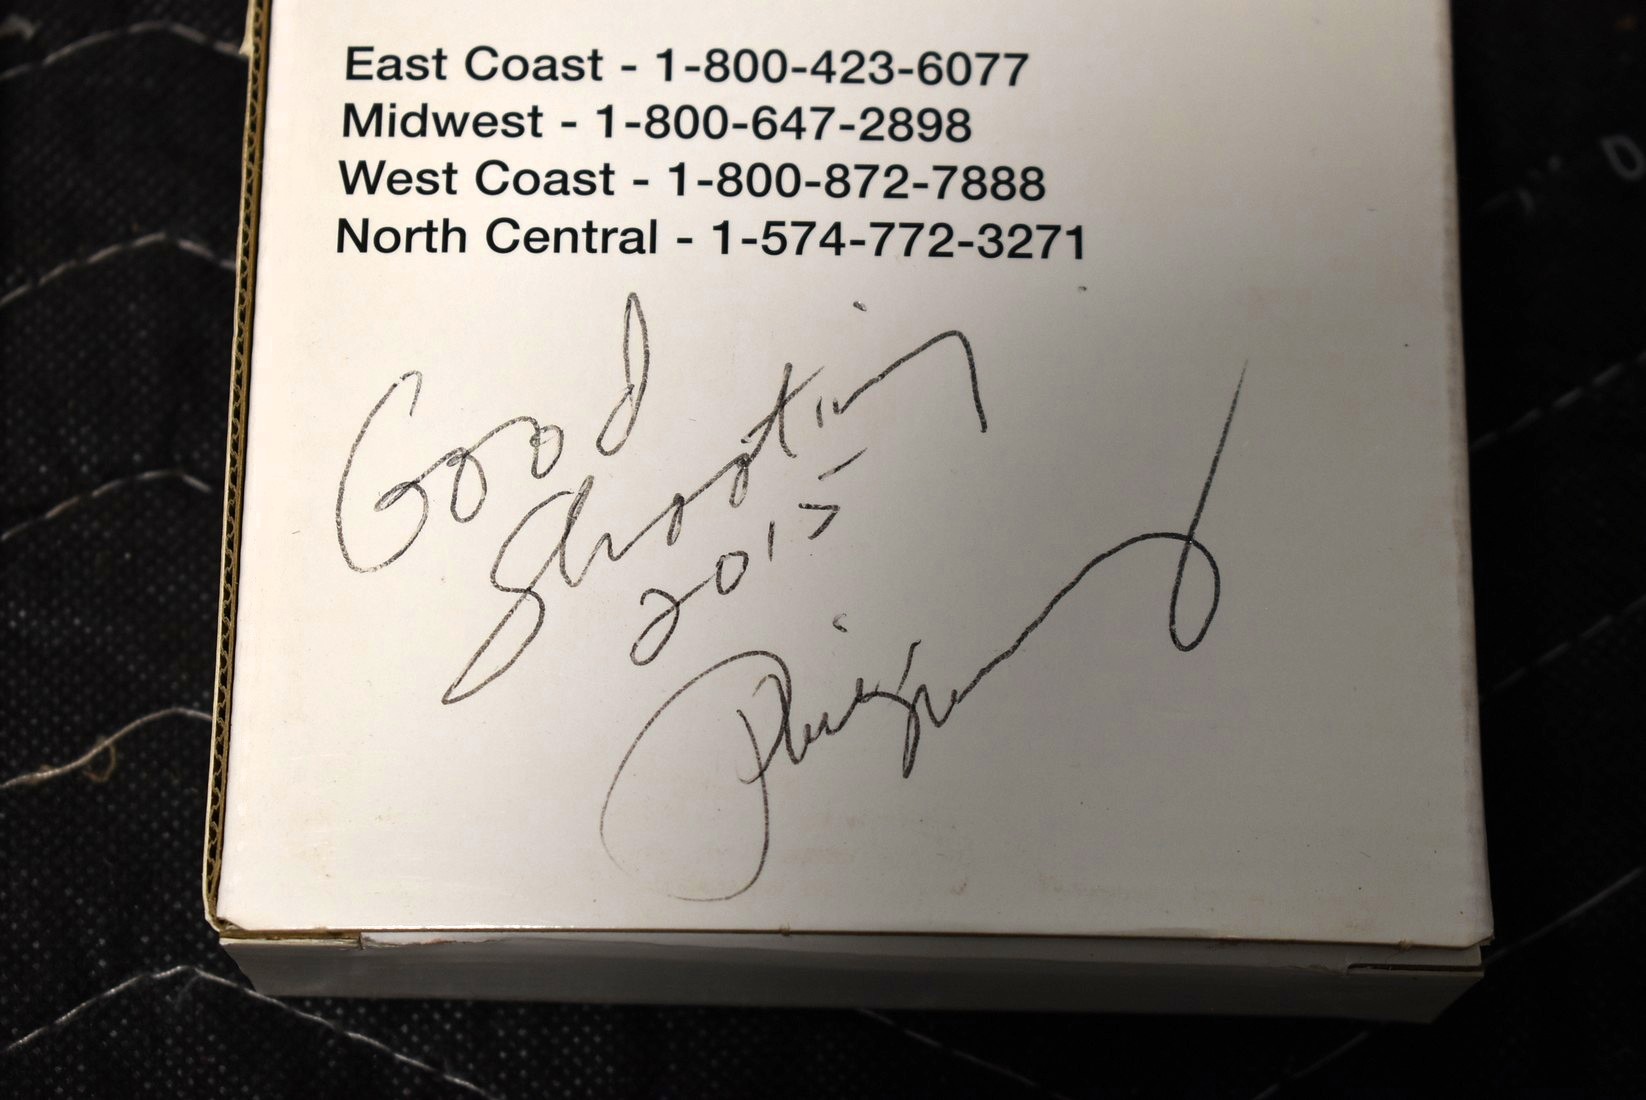 East Coast - 1-800-423-6077
Midwest - 1-800-647-2898
West Coast - 1-800-872-7888
North Central - 1-574-772-3271
Good
Shooting
2015